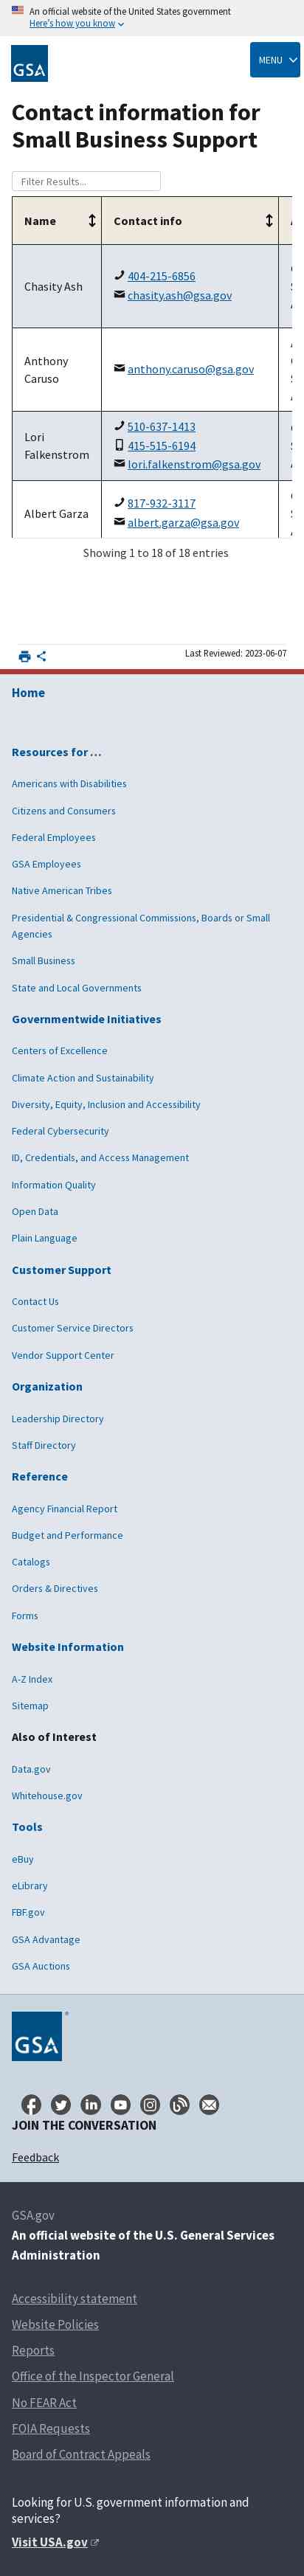 An official website of the United States government
Here's how you know
GSA
MENU
Contact information for
Small Business Support
Filter Results...
Name
Contact info
Chasity Ash
404-215-6856
chasity.ash@gsa.gov
Anthony
Caruso
anthony.caruso@gsa.gov
Lori
Falkenstrom
510-637-1413
415-515-6194
lori.falkenstrom@gsa.gov
Albert Garza
817-932-3117
albert.garza@gsa.gov
Showing 1 to 18 of 18 entries
Last Reviewed: 2023-06-07
Home
Resources for …
Americans with Disabilities
Citizens and Consumers
Federal Employees
GSA Employees
Native American Tribes
Presidential & Congressional Commissions, Boards or Small
Agencies
Small Business
State and Local Governments
Governmentwide Initiatives
Centers of Excellence
Climate Action and Sustainability
Diversity, Equity, Inclusion and Accessibility
Federal Cybersecurity
ID, Credentials, and Access Management
Information Quality
Open Data
Plain Language
Customer Support
Contact Us
Customer Service Directors
Vendor Support Center
Organization
Leadership Directory
Staff Directory
Reference
Agency Financial Report
Budget and Performance
Catalogs
Orders & Directives
Forms
Website Information
A-Z Index
Sitemap
Also of Interest
Data.gov
Whitehouse.gov
Tools
eBuy
eLibrary
FBF.gov
GSA Advantage
GSA Auctions
GSA
JOIN THE CONVERSATION
Feedback
GSA.gov
An official website of the U.S. General Services
Administration
Accessibility statement
Website Policies
Reports
Office of the Inspector General
No FEAR Act
FOIA Requests
Board of Contract Appeals
Looking for U.S. government information and
services?
Visit USA.gov